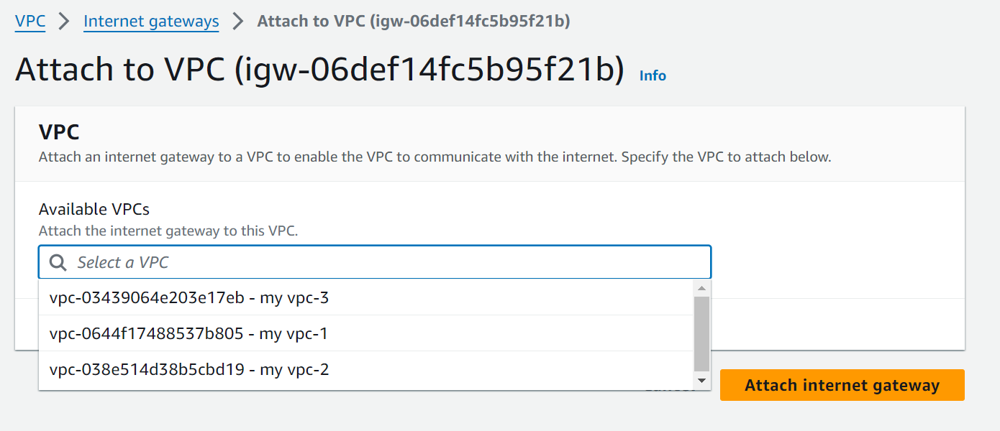 VPC > Internet gateways > Attach to VPC (igw-06def14fc5b95f21b)
Attach to VPC (igw-06def14fc5b95f21b) Info
VPC
Attach an internet gateway to a VPC to enable the VPC to communicate with the internet. Specify the VPC to attach below.
Available VPCs
Attach the internet gateway to this VPC.
Select a VPC
vpc-03439064e203e17eb - my vpc-3
vpc-0644f17488537b805 - my vpc-1
vpc-038e514d38b5cbd19 - my vpc-2
Attach internet gateway